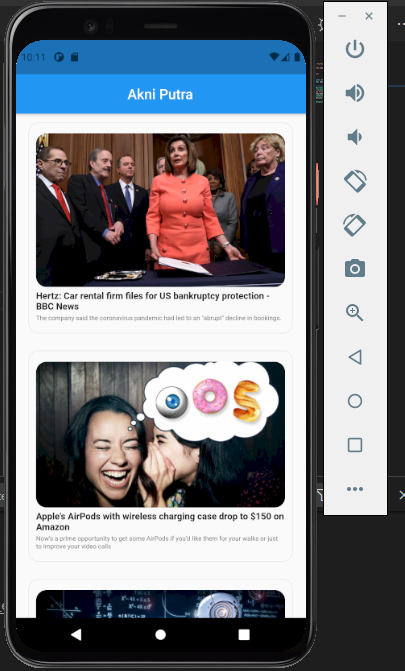 10:11
Akni Putra
Hertz: Car rental firm files for US bankruptcy protection -
BBC News
The company said the coronavirus pandemic had led to an "abrupt" decline in bookings.
OS
Apple's AirPods with wireless charging case drop to $150 on
Amazon
Now's a prime opportunity to get some AirPods if you'd like them for your walks or just
to improve your video calls